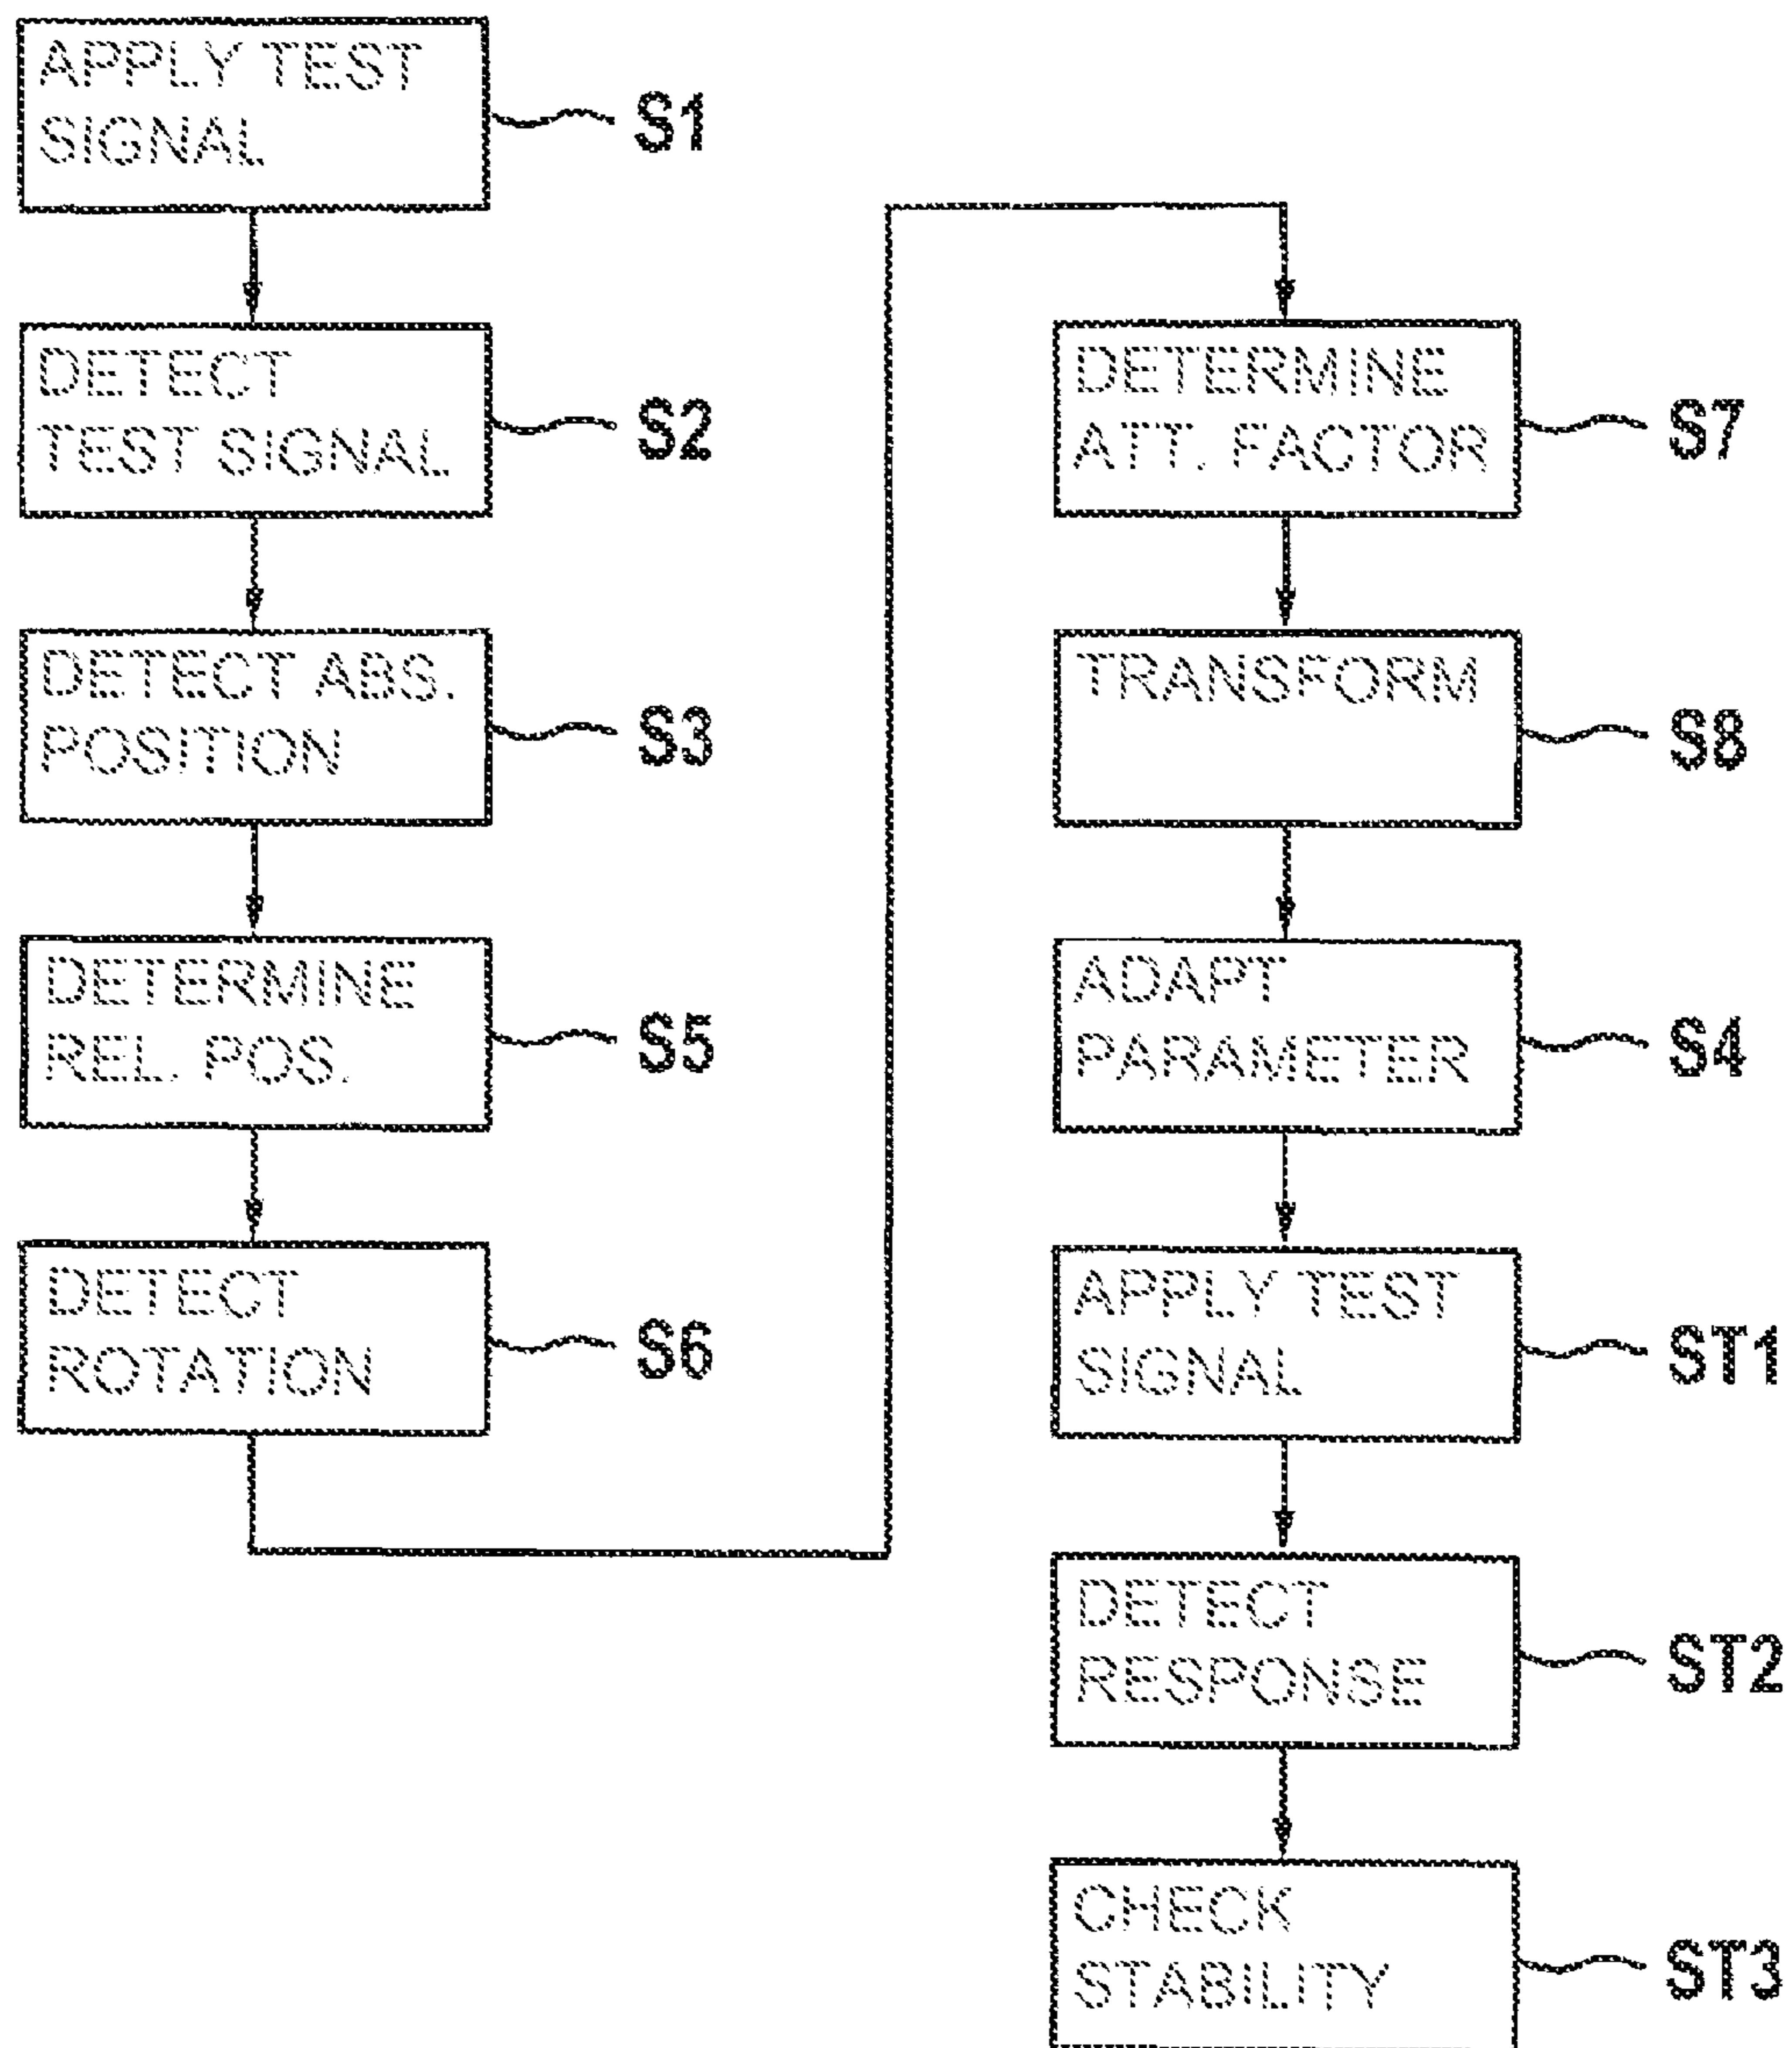 APPLY TEST
SIGNAL
S1
DETECT
TEST SIGNAL
S2
DETECT ABS.
POSITION
S3
DETERMINE
REL. POS.
S5
DETECT
ROTATION
S6
DETERMINE
ATT. FACTOR
S7
TRANSFORM
S8
ADAPT
PARAMETER
S4
APPLY TEST
SIGNAL
ST1
DETECT
RESPONSE
ST2
CHECK
STABILITY
ST3